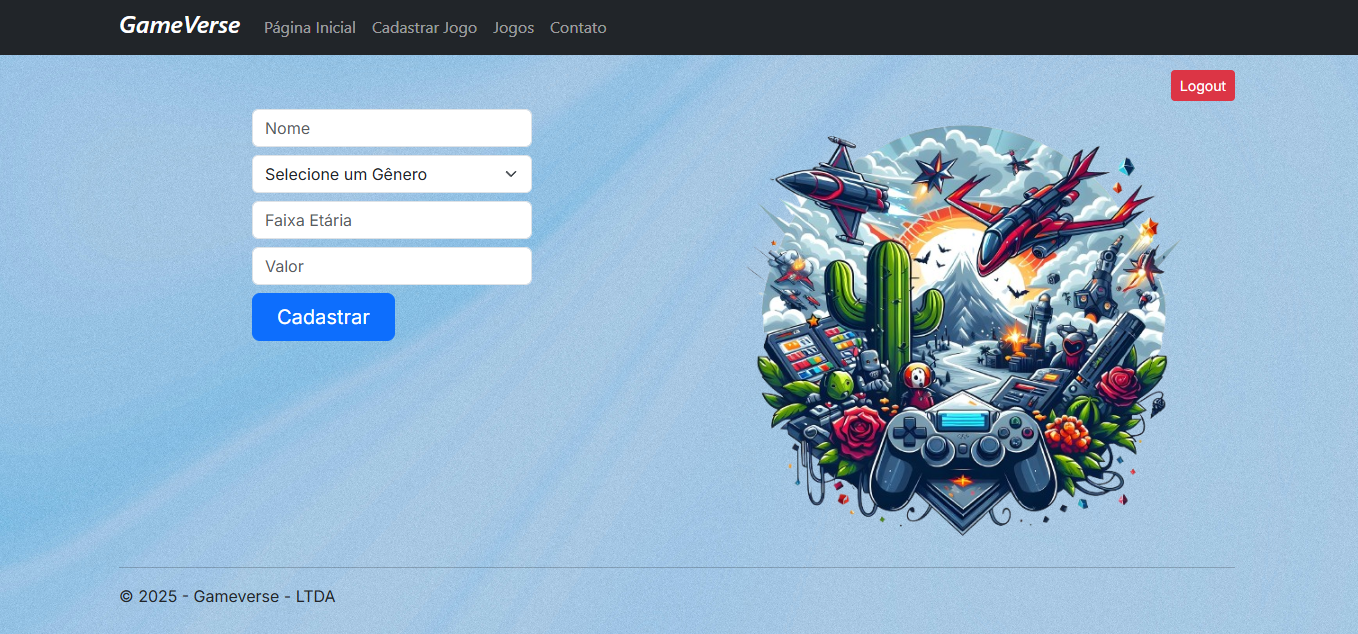 GameVerse Página Inicial Cadastrar Jogo Jogos Contato
Logout
Nome
Selecione um Gênero
Faixa Etária
Valor
Cadastrar
© 2025 - Gameverse - LTDA